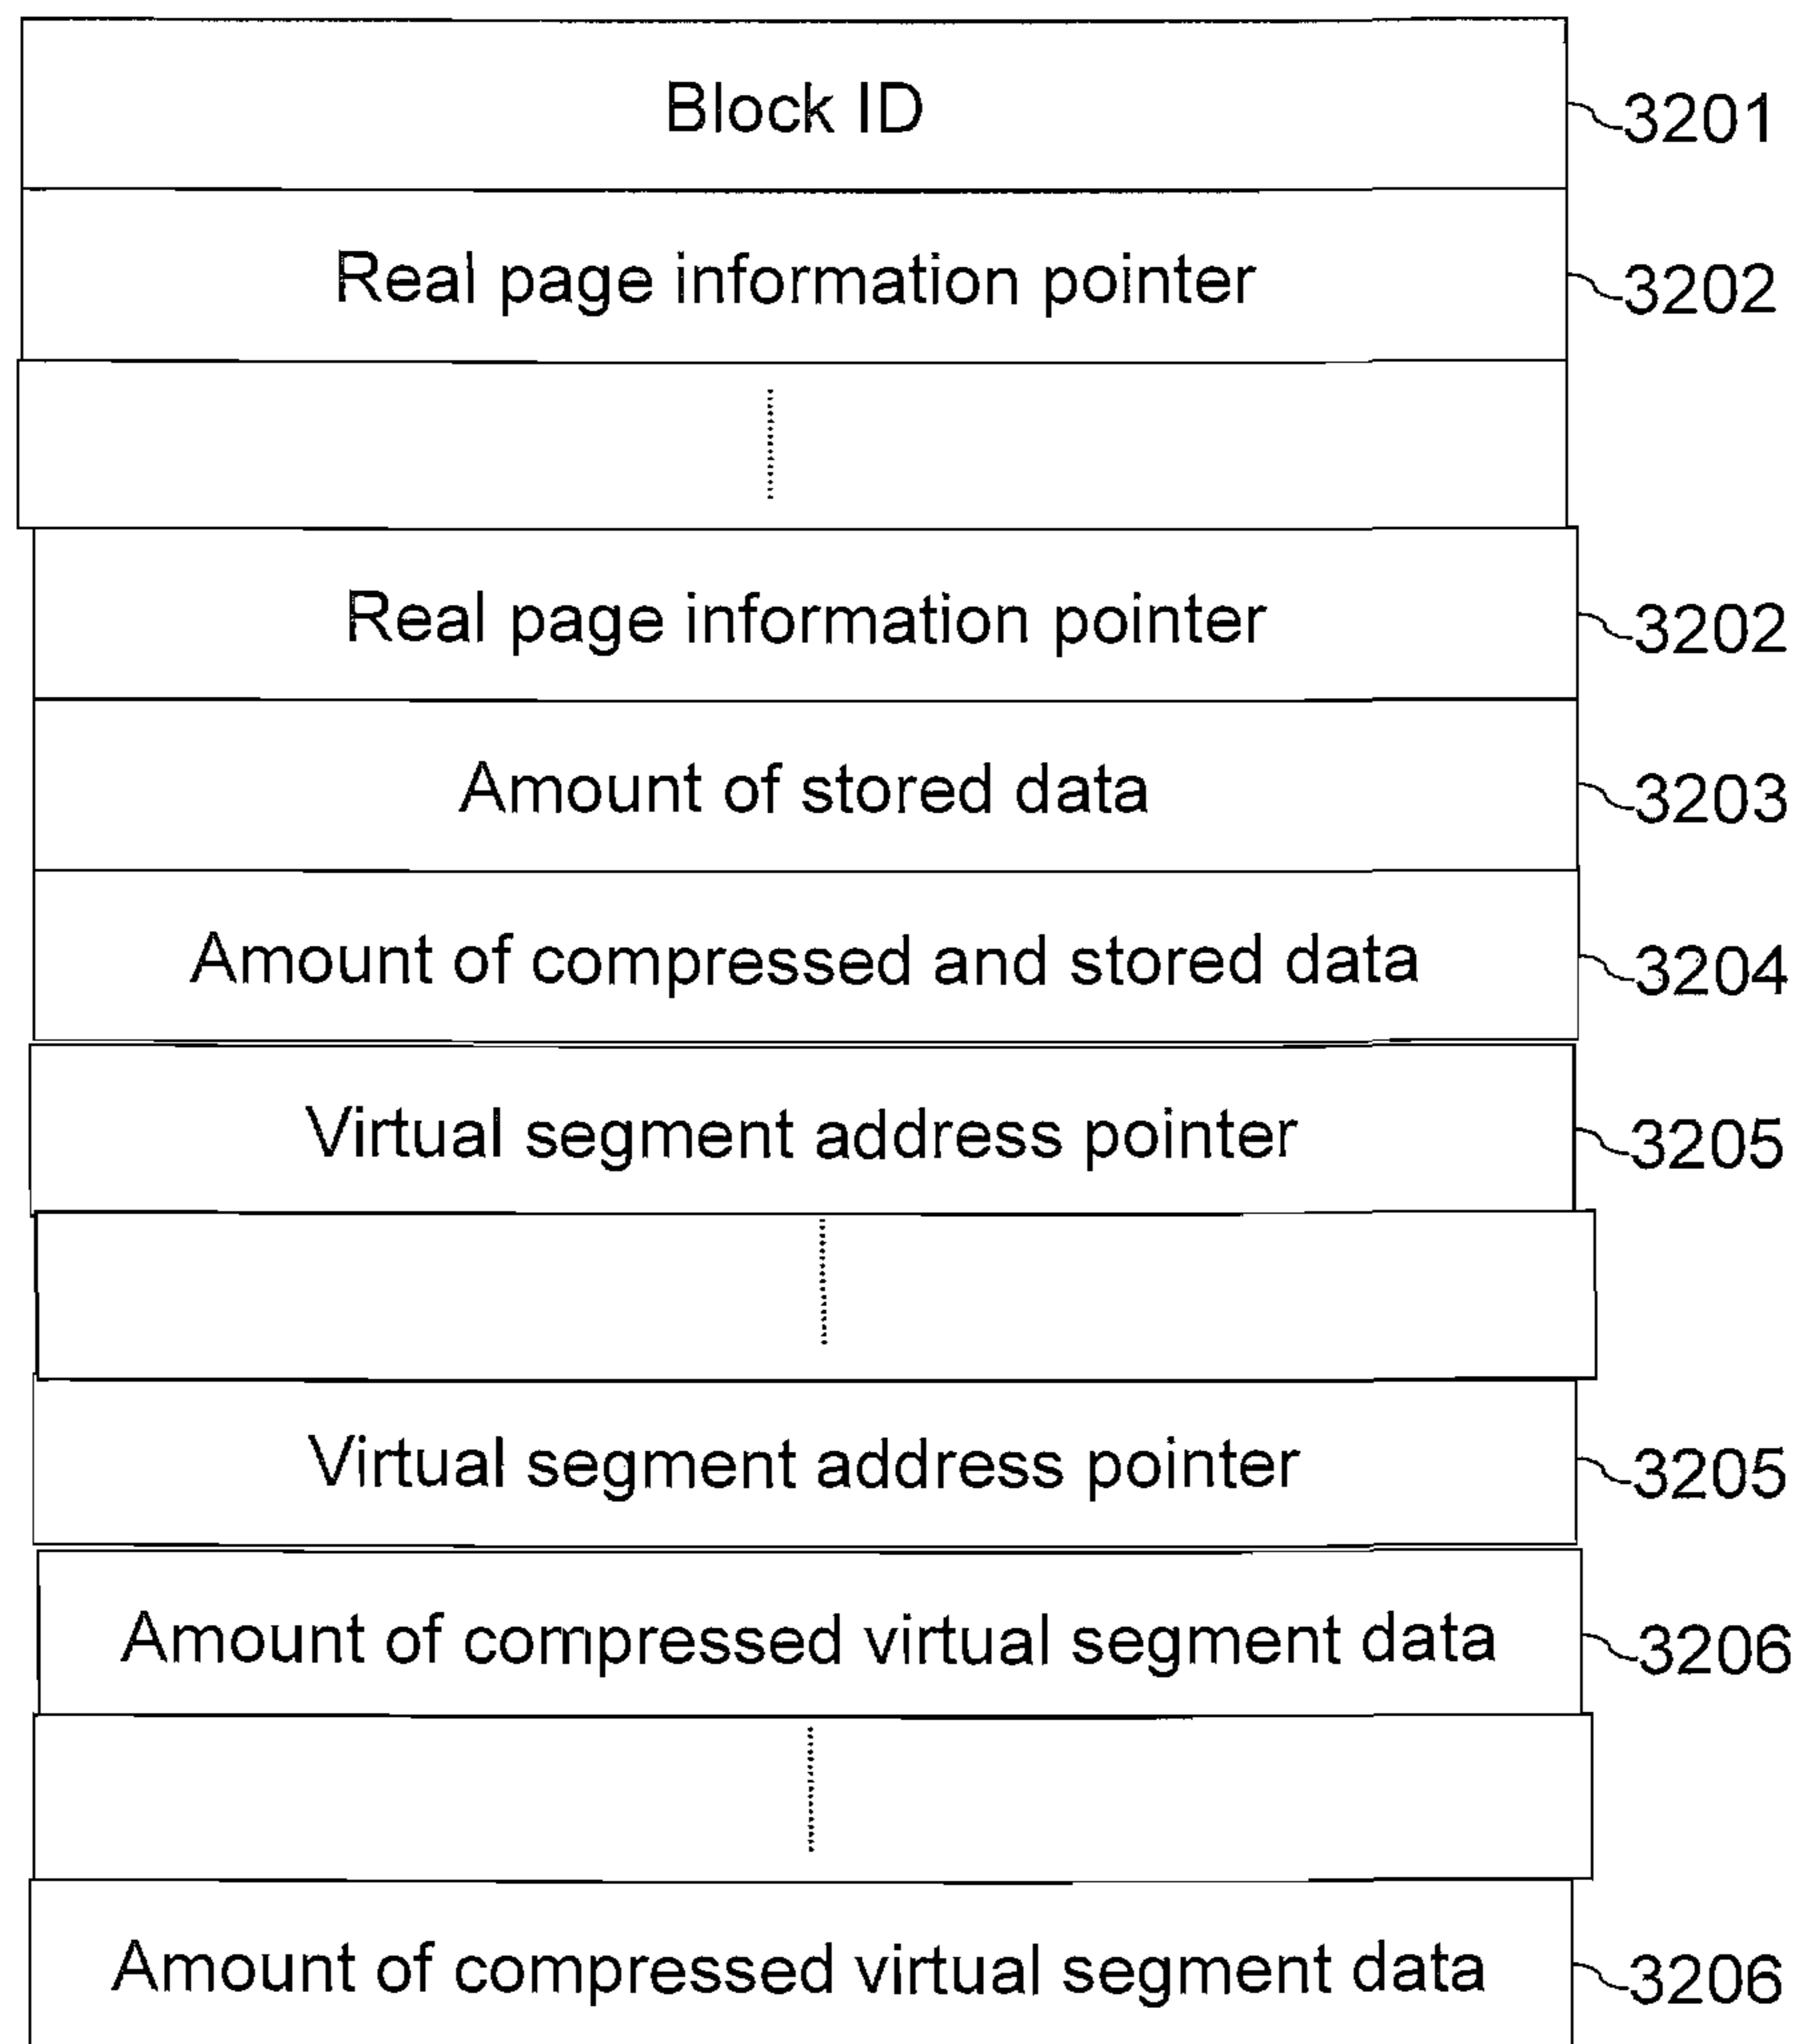 Block ID 3201
Real page information pointer 3202
Real page information pointer 3202
Amount of stored data 3203
Amount of compressed and stored data 3204
Virtual segment address pointer 3205
Virtual segment address pointer 3205
Amount of compressed virtual segment data 3206
Amount of compressed virtual segment data 3206